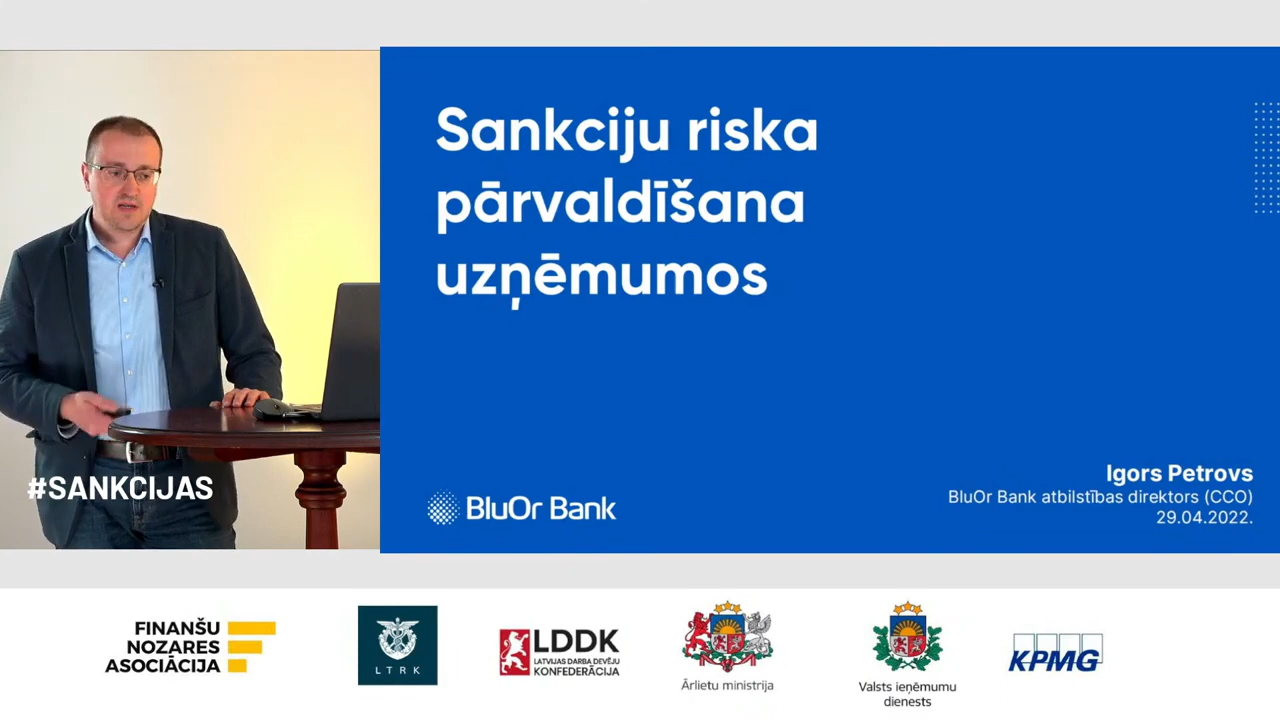 Sankciju riska
pārvaldīšana
uzņēmumos
#SANKCIJAS
BluOr Bank
Igors Petrovs
BluOr Bank atbilstības direktors (CCO)
29.04.2022.
FINANŠU
NOZARES
ASOCIĀCIJA
LTRK
LDDK
LATVIJAS DARBA DEVĒJU
KONFEDERĀCIJA
Ārlietu ministrija
Valsts ieņēmumu
dienests
KPMG